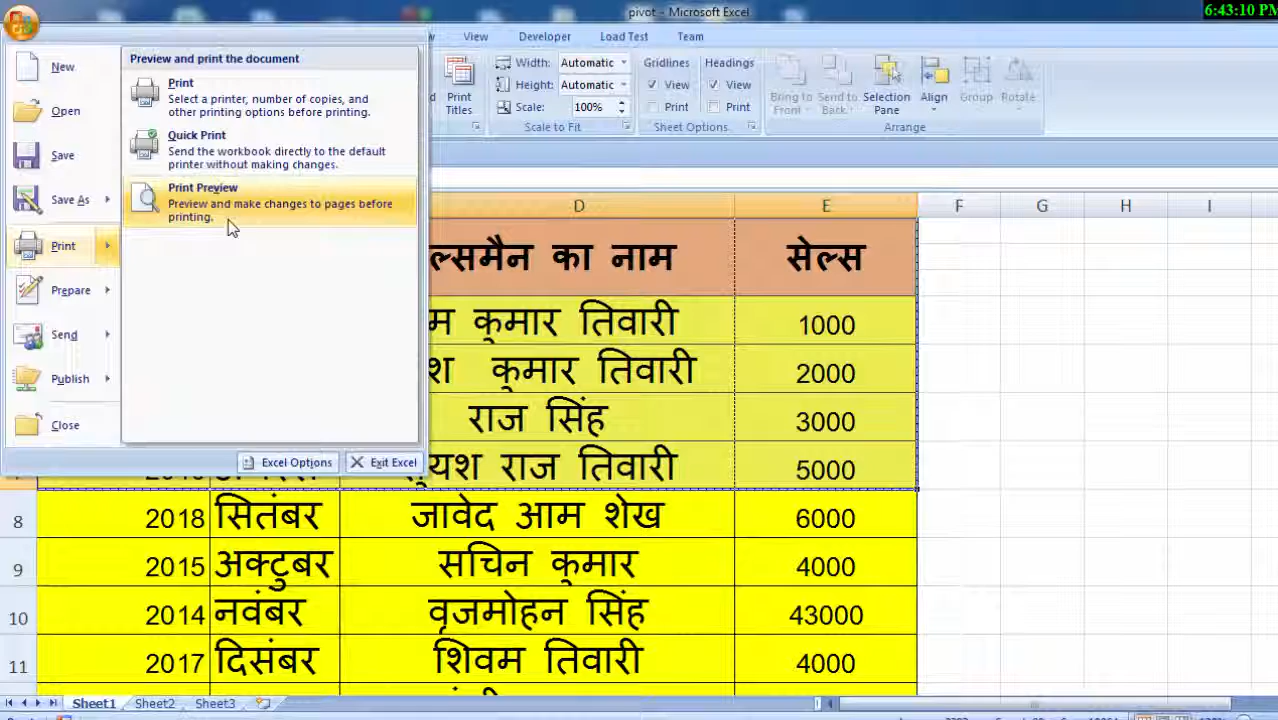 pivot - Microsoft Excel
6:43:10 PM
View Developer Load Test Team
New
Open
Save
Save As
Print
Prepare
Send
Publish
Close
Preview and print the document
Print
Select a printer, number of copies, and
other printing options before printing.
Quick Print
Send the workbook directly to the default
printer without making changes.
Print Preview
Preview and make changes to pages before
printing.
Excel Options Exit Excel
Print
Titles
Width: Automatic
Height: Automatic
Scale: 100%
Scale to Fit
Gridlines
View
Print
Headings
View
Print
Sheet Options
Bring to
Front
Send to
Back
Selection
Pane
Align
Group
Rotate
Arrange
D E F G H I
ल्समैन का नाम सेल्स
म कुमार तिवारी 1000
श कुमार तिवारी 2000
राज सिंह 3000
सुयश राज तिवारी 5000
8 2018 सितंबर जावेद आम शेख 6000
9 2015 अक्टुबर सचिन कुमार 4000
10 2014 नवंबर वृजमोहन सिंह 43000
11 2017 दिसंबर शिवम तिवारी 4000
Sheet1 Sheet2 Sheet3